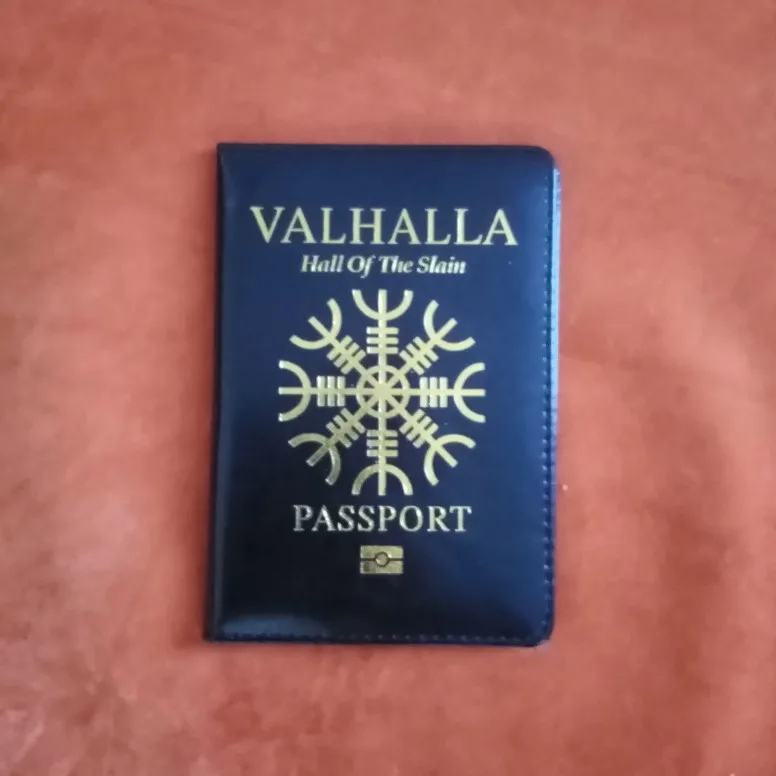 VALHALLA
Hall Of The Slain
PASSPORT